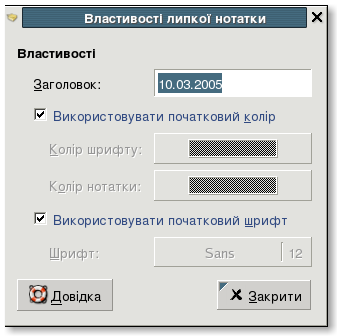 Властивості липкої нотатки
Властивості
Заголовок: 10.03.2005
Використовувати початковий колір
Колір шрифту:
Колір нотатки:
Використовувати початковий шрифт
Шрифт: Sans 12
Довідка Закрити